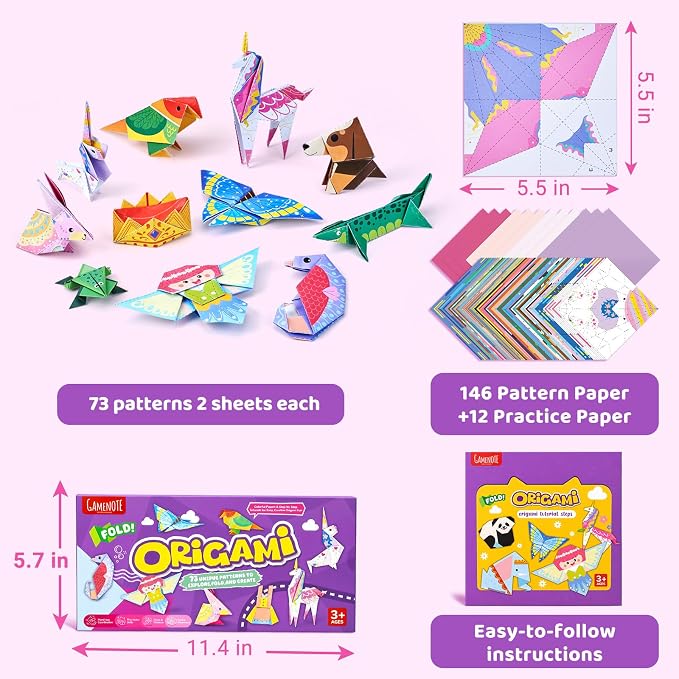 5.5 in
5.5 in
73 patterns 2 sheets each
146 Pattern Paper
+12 Practice Paper
GAMENOTE
FOLD!
ORIGAMI
73 UNIQUE PATTERNS TO
EXPLORE, FOLD AND CREATE
3+
AGES
5.7 in
11.4 in
GAMENOTE
FOLD!
ORIGAMI
origami tutorial steps
3+
AGES
Easy-to-follow
instructions